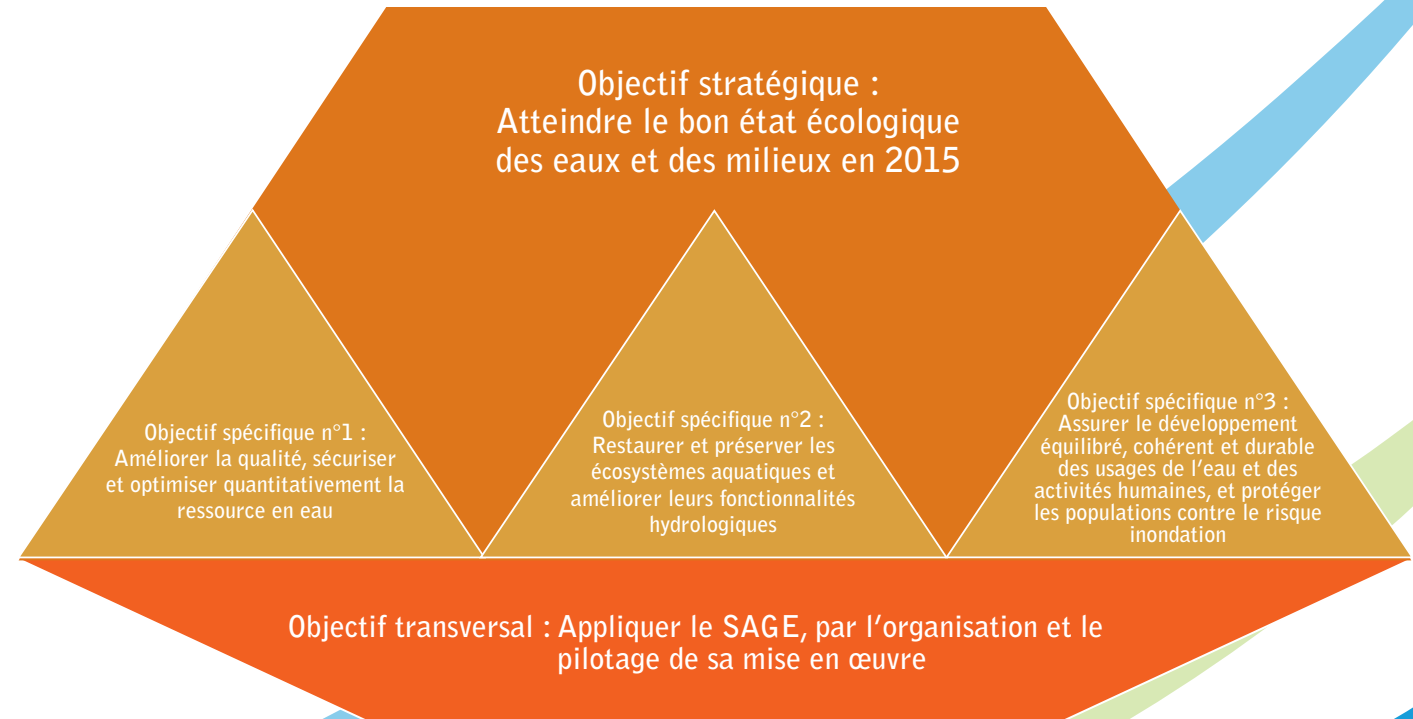 Objectif stratégique :
Atteindre le bon état écologique
des eaux et des milieux en 2015
Objectif spécifique n°1 :
Améliorer la qualité, sécuriser
et optimiser quantitativement la
ressource en eau
Objectif spécifique n°2 :
Restaurer et préserver les
écosystèmes aquatiques et
améliorer leurs fonctionnalités
hydrologiques
Objectif spécifique n°3 :
Assurer le développement
équilibré, cohérent et durable
des usages de l’eau et des
activités humaines, et protéger
les populations contre le risque
inondation
Objectif transversal : Appliquer le SAGE, par l’organisation et le
pilotage de sa mise en œuvre